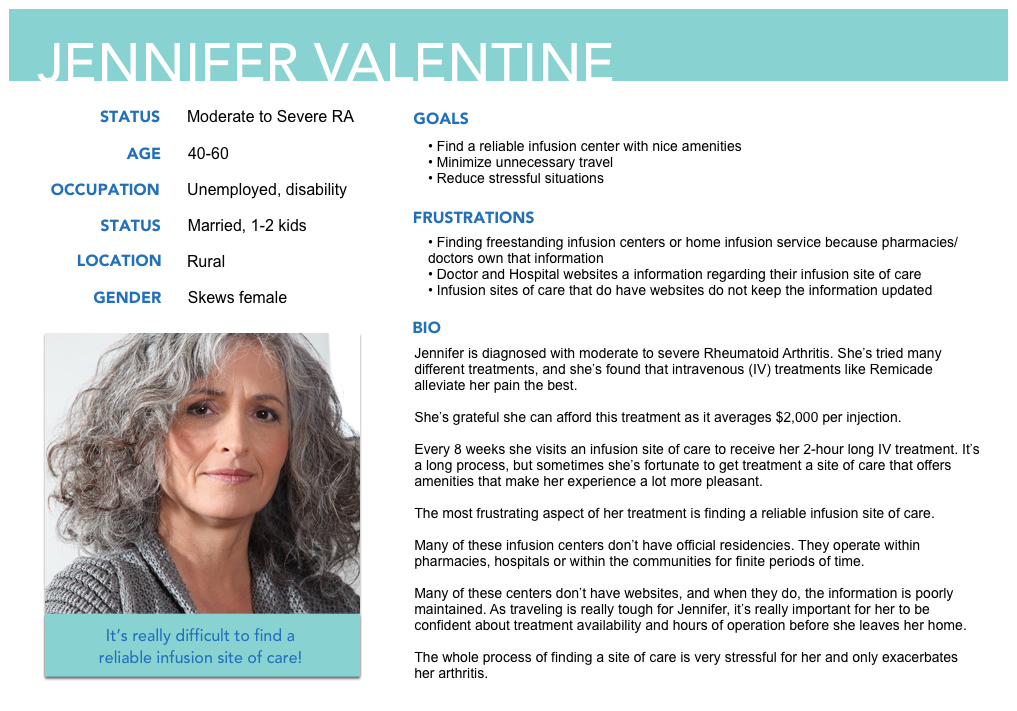 JENNIFER VALENTINE
STATUS Moderate to Severe RA
AGE 40-60
OCCUPATION Unemployed, disability
STATUS Married, 1-2 kids
LOCATION Rural
GENDER Skews female
It's really difficult to find a
reliable infusion site of care!
GOALS
• Find a reliable infusion center with nice amenities
• Minimize unnecessary travel
• Reduce stressful situations
FRUSTRATIONS
• Finding freestanding infusion centers or home infusion service because pharmacies/
doctors own that information
• Doctor and Hospital websites a information regarding their infusion site of care
• Infusion sites of care that do have websites do not keep the information updated
BIO
Jennifer is diagnosed with moderate to severe Rheumatoid Arthritis. She's tried many
different treatments, and she's found that intravenous (IV) treatments like Remicade
alleviate her pain the best.
She's grateful she can afford this treatment as it averages $2,000 per injection.
Every 8 weeks she visits an infusion site of care to receive her 2-hour long IV treatment. It's
a long process, but sometimes she's fortunate to get treatment a site of care that offers
amenities that make her experience a lot more pleasant.
The most frustrating aspect of her treatment is finding a reliable infusion site of care.
Many of these infusion centers don't have official residencies. They operate within
pharmacies, hospitals or within the communities for finite periods of time.
Many of these centers don't have websites, and when they do, the information is poorly
maintained. As traveling is really tough for Jennifer, it's really important for her to be
confident about treatment availability and hours of operation before she leaves her home.
The whole process of finding a site of care is very stressful for her and only exacerbates
her arthritis.